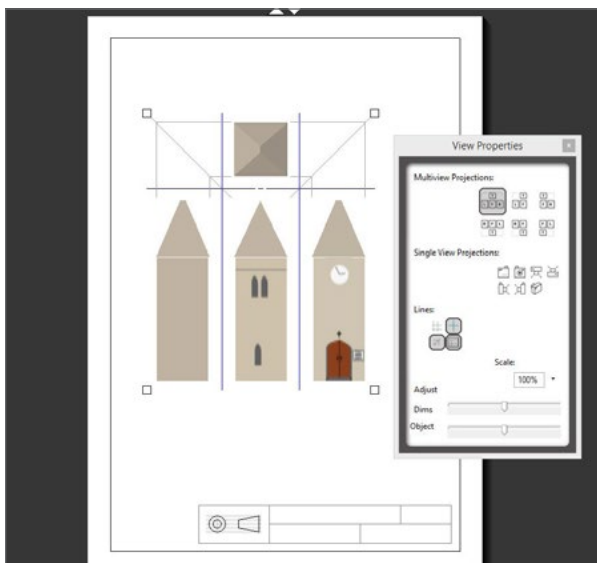 View Properties
x
Multiview Projections:
Single View Projections:
Lines:
Scale:
100%
Adjust
Dims
Object